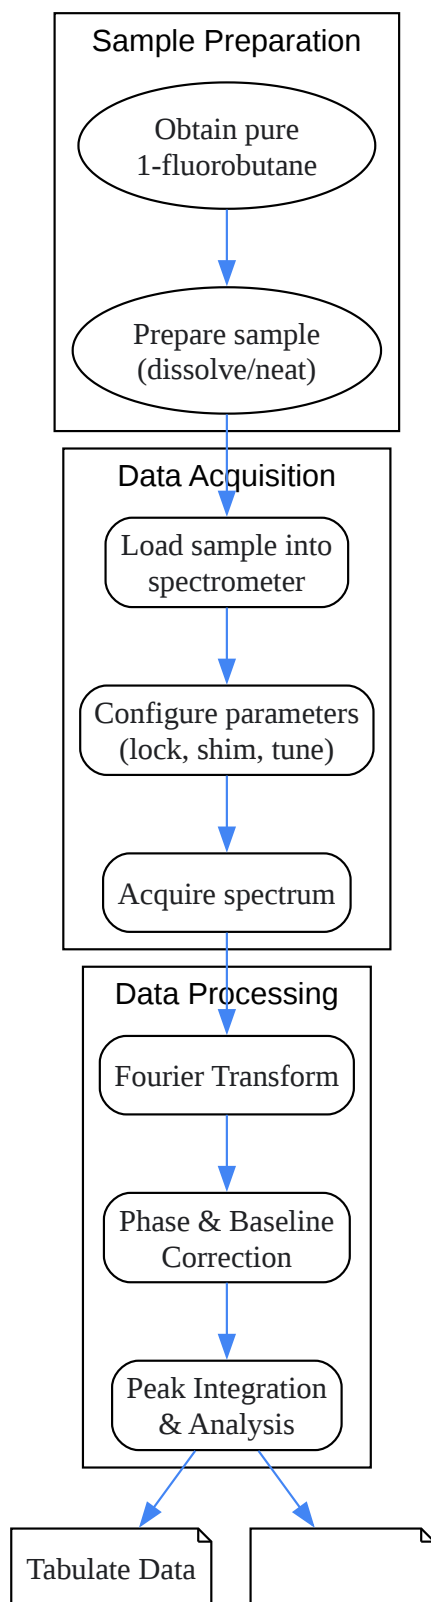 Sample Preparation
Obtain pure
1-fluorobutane
Prepare sample
(dissolve/neat)
Data Acquisition
Load sample into
spectrometer
Configure parameters
(lock, shim, tune)
Acquire spectrum
Data Processing
Fourier Transform
Phase & Baseline
Correction
Peak Integration
& Analysis
Tabulate Data